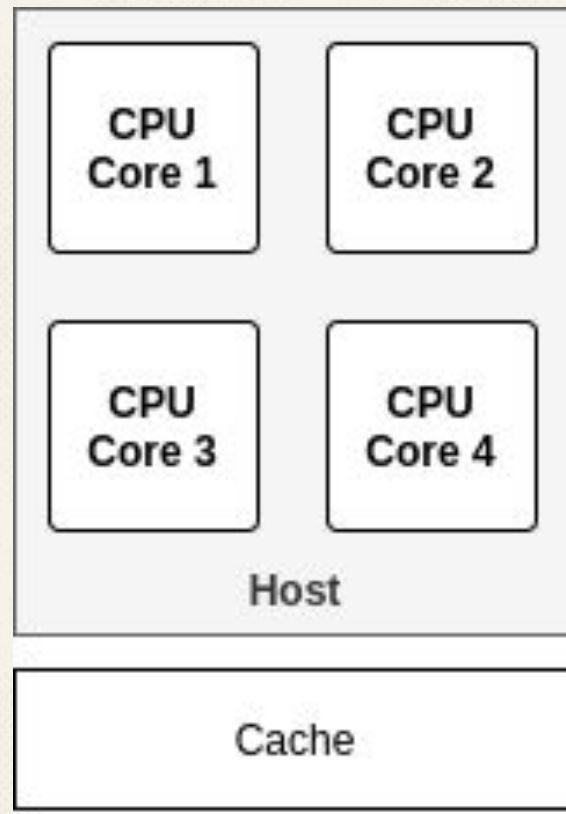 CPU
Core 1
CPU
Core 2
CPU
Core 3
CPU
Core 4
Host
Cache